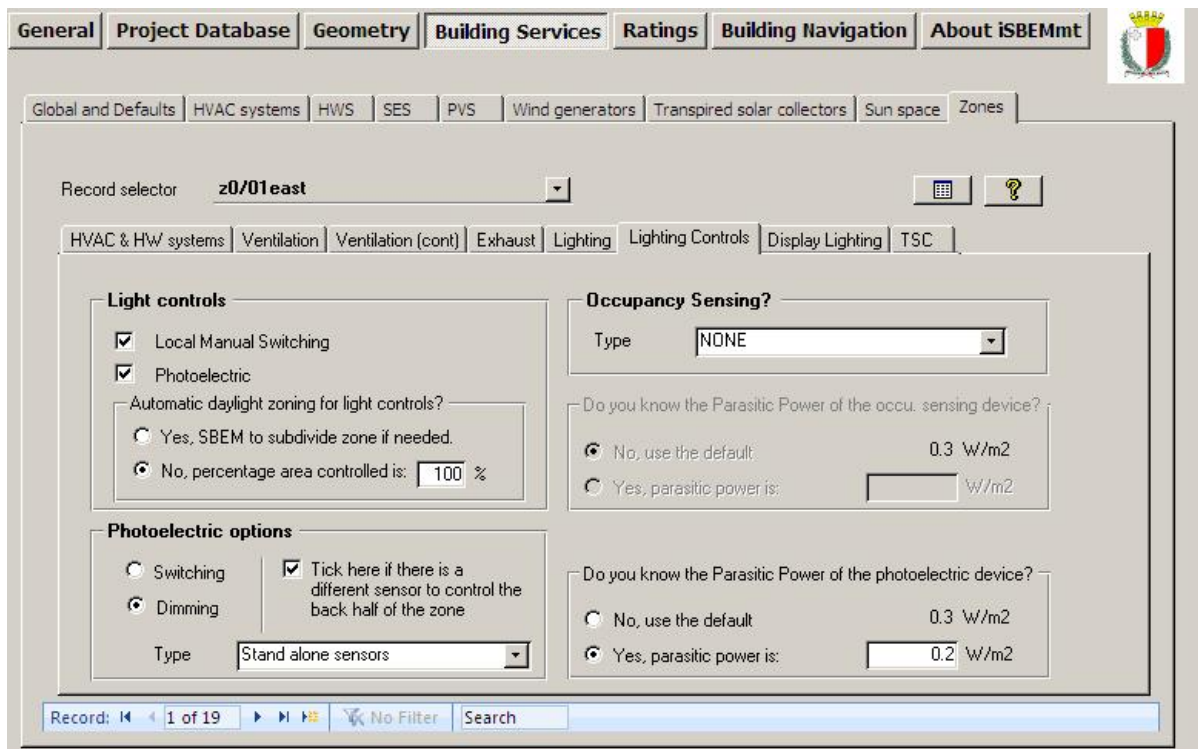 General Project Database Geometry Building Services Ratings Building Navigation About iSBEMmt
Global and Defaults HVAC systems HWS SES PVS Wind generators Transpired solar collectors Sun space Zones
Record selector z0/01east
HVAC & HW systems Ventilation Ventilation (cont) Exhaust Lighting Lighting Controls Display Lighting TSC
Light controls
Local Manual Switching
Photoelectric
Automatic daylight zoning for light controls?
Yes, SBEM to subdivide zone if needed.
No, percentage area controlled is: 100 %
Occupancy Sensing?
Type NONE
Do you know the Parasitic Power of the occu. sensing device?
No, use the default 0.3 W/m2
Yes, parasitic power is: W/m2
Photoelectric options
Switching
Dimming
Tick here if there is a
different sensor to control the
back half of the zone
Type Stand alone sensors
Do you know the Parasitic Power of the photoelectric device?
No, use the default 0.3 W/m2
Yes, parasitic power is: 0.2 W/m2
Record: 1 of 19 No Filter Search